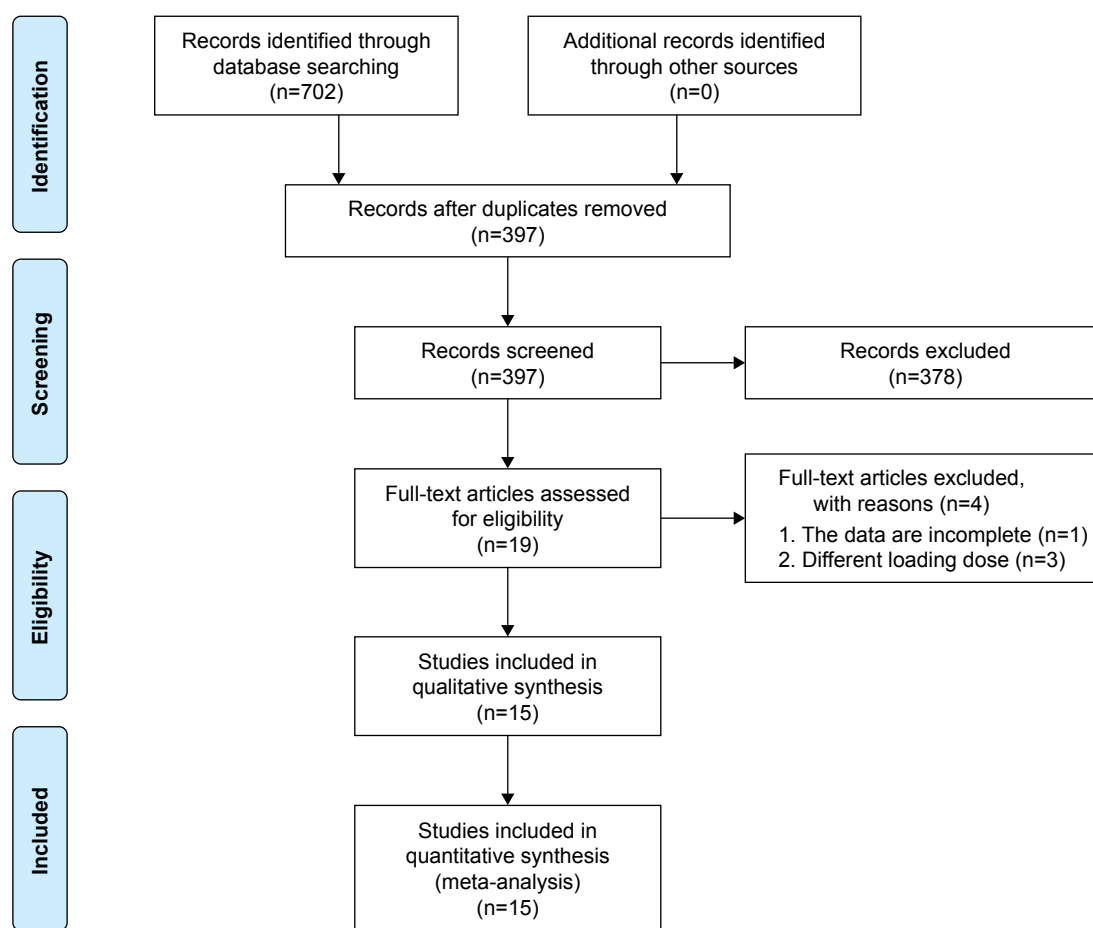 Identification
Records identified through
database searching
(n=702)
Additional records identified
through other sources
(n=0)
Records after duplicates removed
(n=397)
Screening
Records screened
(n=397)
Records excluded
(n=378)
Eligibility
Full-text articles assessed
for eligibility
(n=19)
Full-text articles excluded,
with reasons (n=4)
1. The data are incomplete (n=1)
2. Different loading dose (n=3)
Studies included in
qualitative synthesis
(n=15)
Included
Studies included in
quantitative synthesis
(meta-analysis)
(n=15)